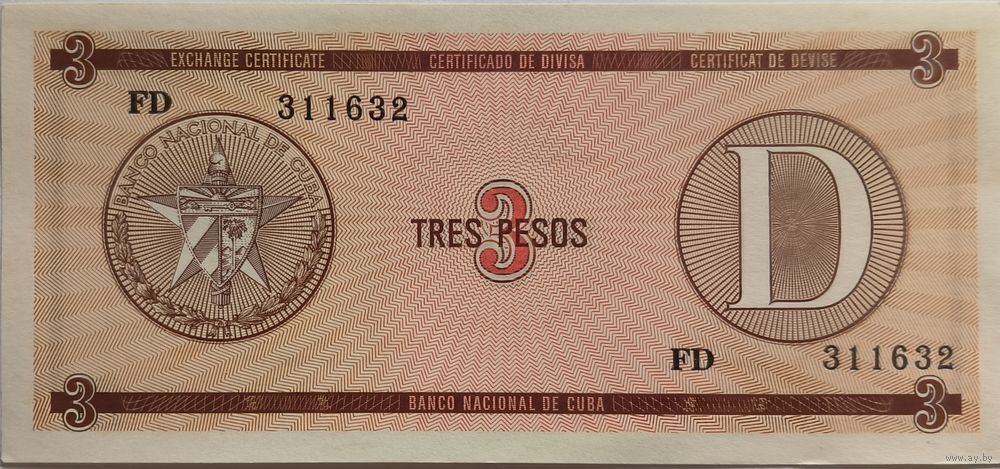 3 EXCHANGE CERTIFICATE CERTIFICADO DE DIVISA CERTIFICAT DE DEVISE 3
FD 311632
BANCO NACIONAL DE CUBA
D
3
TRES PESOS
FD 311632
3 BANCO NACIONAL DE CUBA 3
www.ay.by